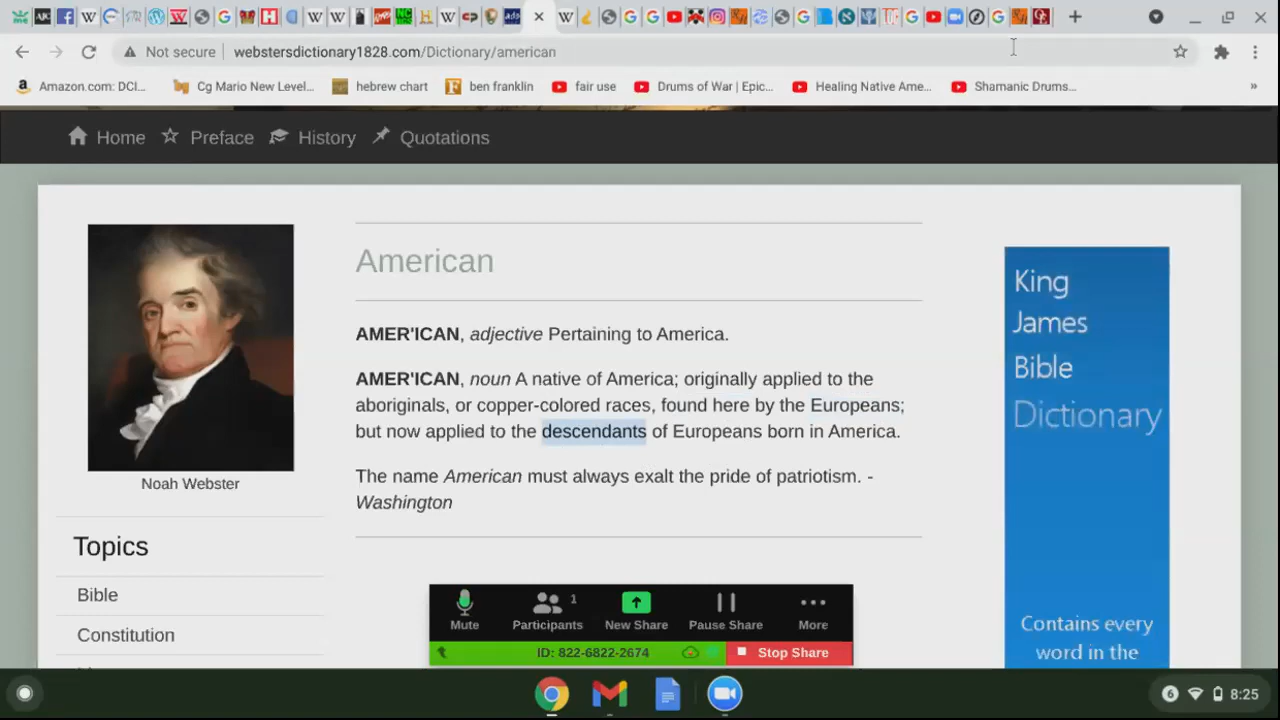 Not secure webstersdictionary1828.com/Dictionary/american
Amazon.com: DCI... Cg Mario New Level... hebrew chart ben franklin fair use Drums of War | Epic... Healing Native Ame... Shamanic Drums... »
Home Preface History Quotations
American
AMER'ICAN, adjective Pertaining to America.
AMER'ICAN, noun A native of America; originally applied to the
aboriginals, or copper-colored races, found here by the Europeans;
but now applied to the descendants of Europeans born in America.
The name American must always exalt the pride of patriotism. -
Washington
Noah Webster
Topics
Bible
Constitution
King
James
Bible
Dictionary
Contains every
word in the
Mute Participants 1 New Share Pause Share More
ID: 822-6822-2674 Stop Share
6 8:25